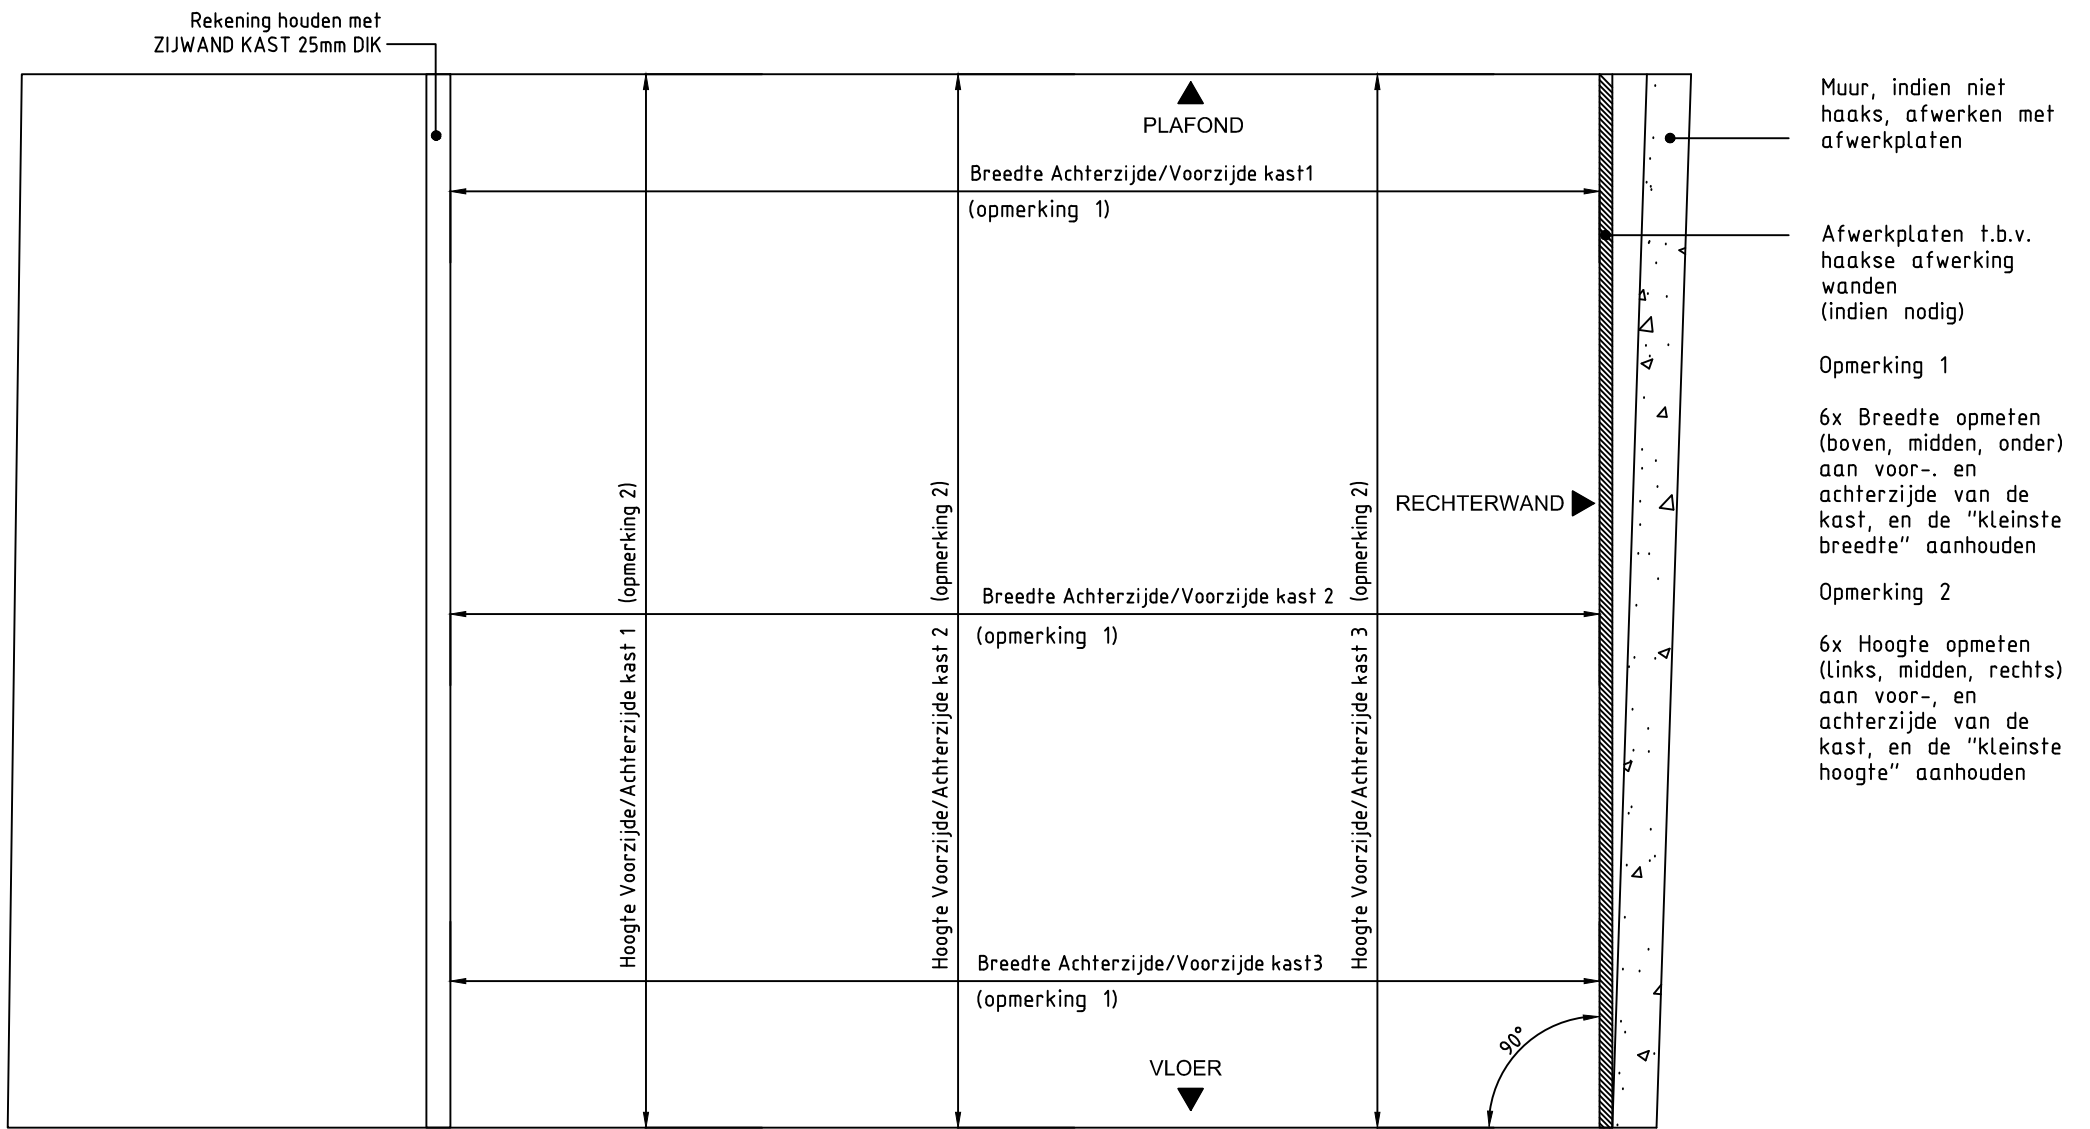 Rekening houden met
ZIJWAND KAST 25mm DIK
PLAFOND
Breedte Achterzijde/Voorzijde kast1
(opmerking 1)
RECHTERWAND
Hoogte Voorzijde/Achterzijde kast 1 (opmerking 2)
Hoogte Voorzijde/Achterzijde kast 2 (opmerking 2)
Hoogte Voorzijde/Achterzijde kast 3 (opmerking 2)
Breedte Achterzijde/Voorzijde kast 2
(opmerking 1)
Breedte Achterzijde/Voorzijde kast3
(opmerking 1)
90°
VLOER
Muur, indien niet
haaks, afwerken met
afwerkplaten
Afwerkplaten t.b.v.
haakse afwerking
wanden
(indien nodig)
Opmerking 1
6x Breedte opmeten
(boven, midden, onder)
aan voor-. en
achterzijde van de
kast, en de "kleinste
breedte" aanhouden
Opmerking 2
6x Hoogte opmeten
(links, midden, rechts)
aan voor-, en
achterzijde van de
kast, en de "kleinste
hoogte" aanhouden